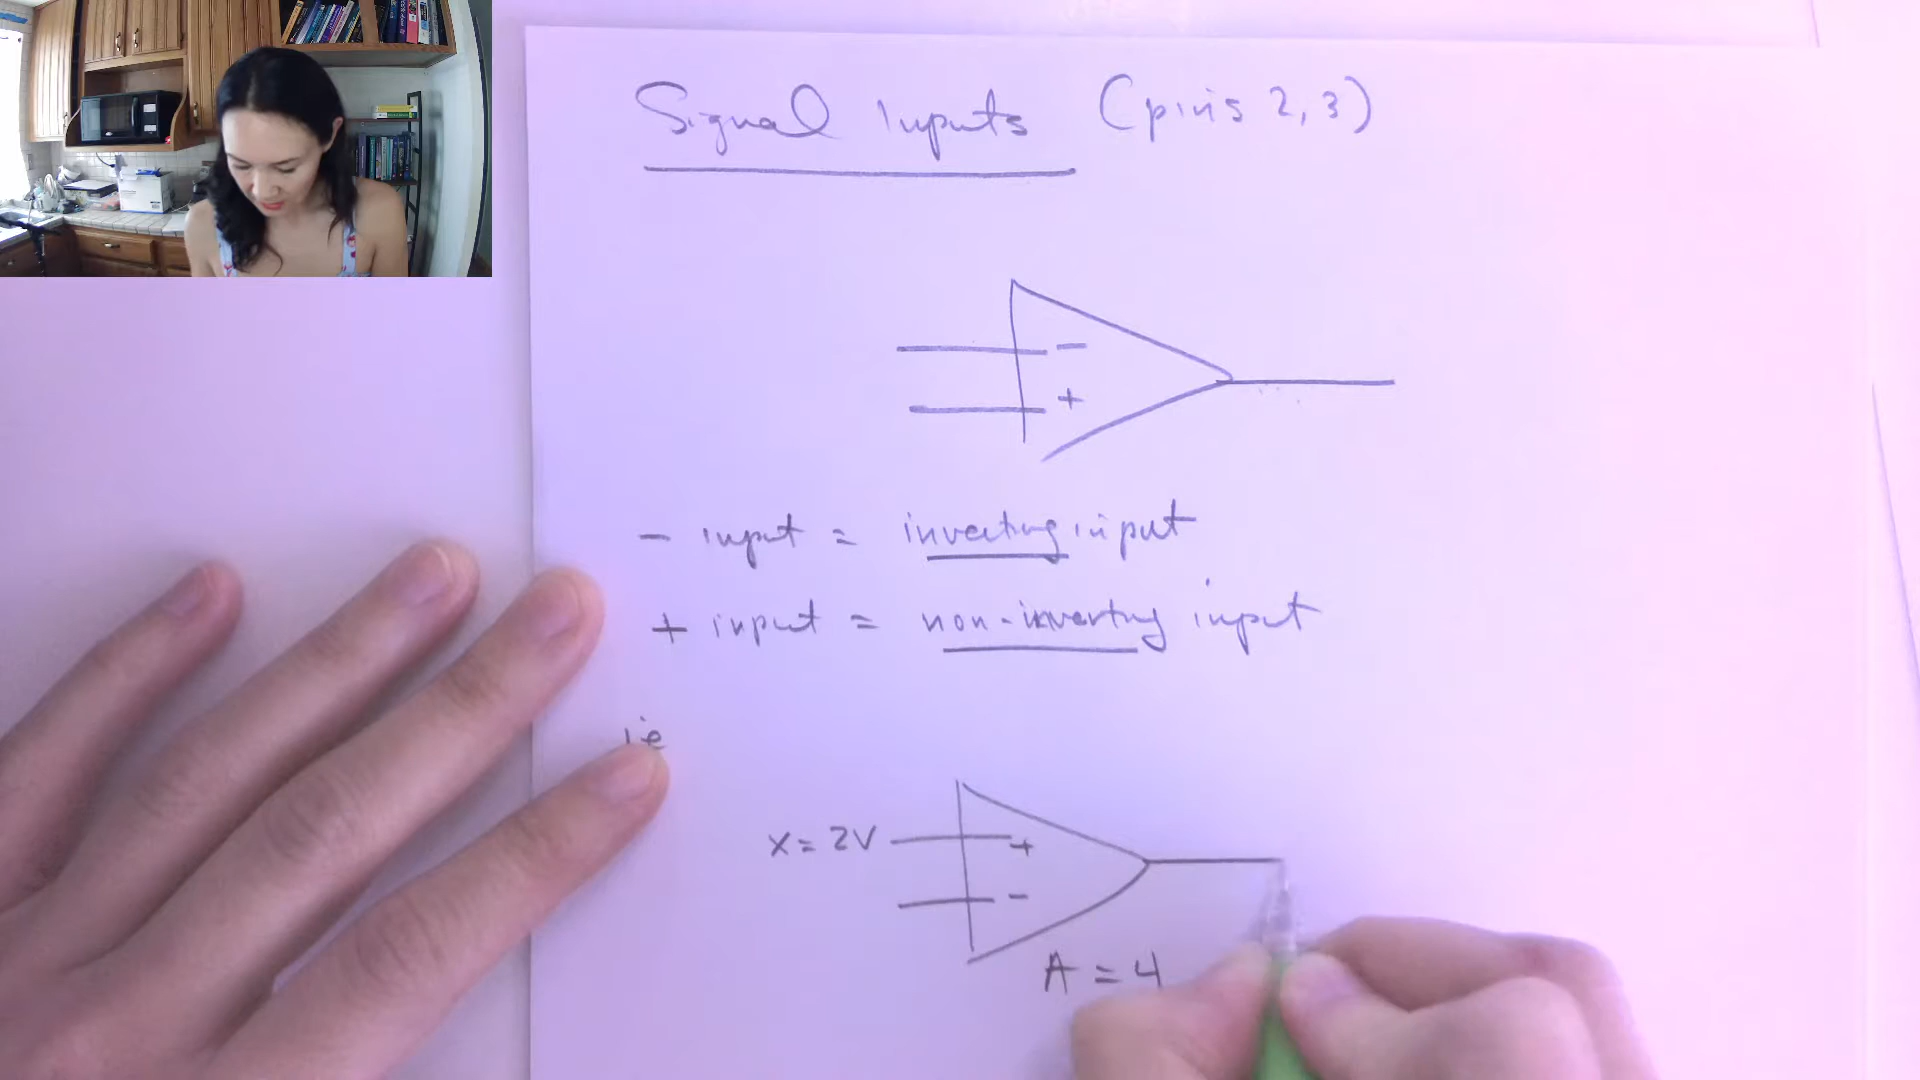 Signal Inputs (pins 2, 3)
−
+
− input = inverting input
+ input = non-inverting input
ie
x = 2V
+
−
A = 4